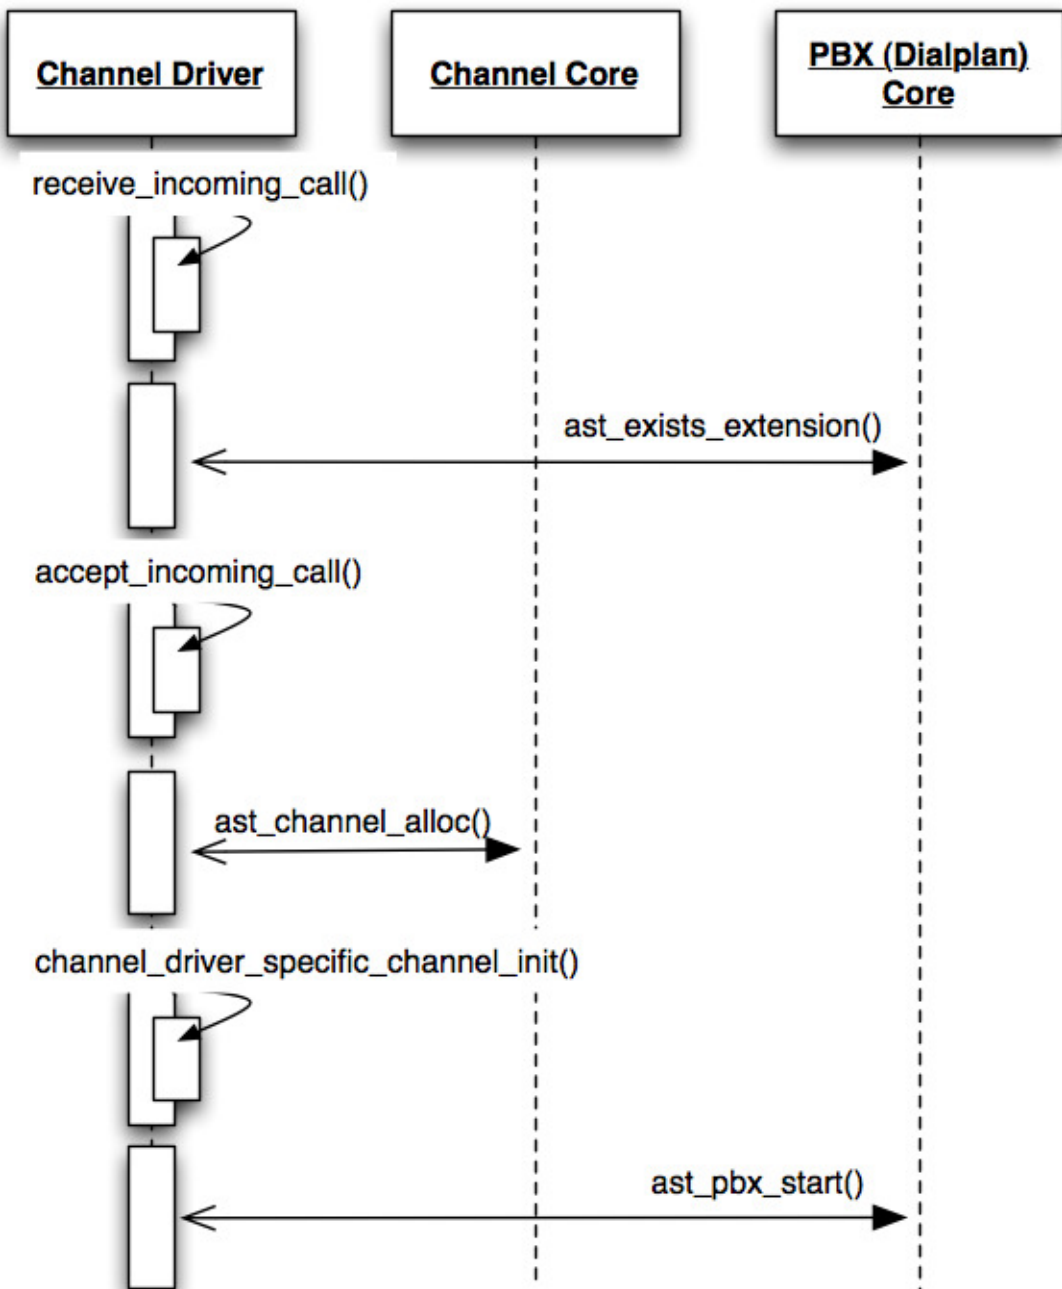 Channel Driver
Channel Core
PBX (Dialplan)
Core
receive_incoming_call()
ast_exists_extension()
accept_incoming_call()
ast_channel_alloc()
channel_driver_specific_channel_init()
ast_pbx_start()